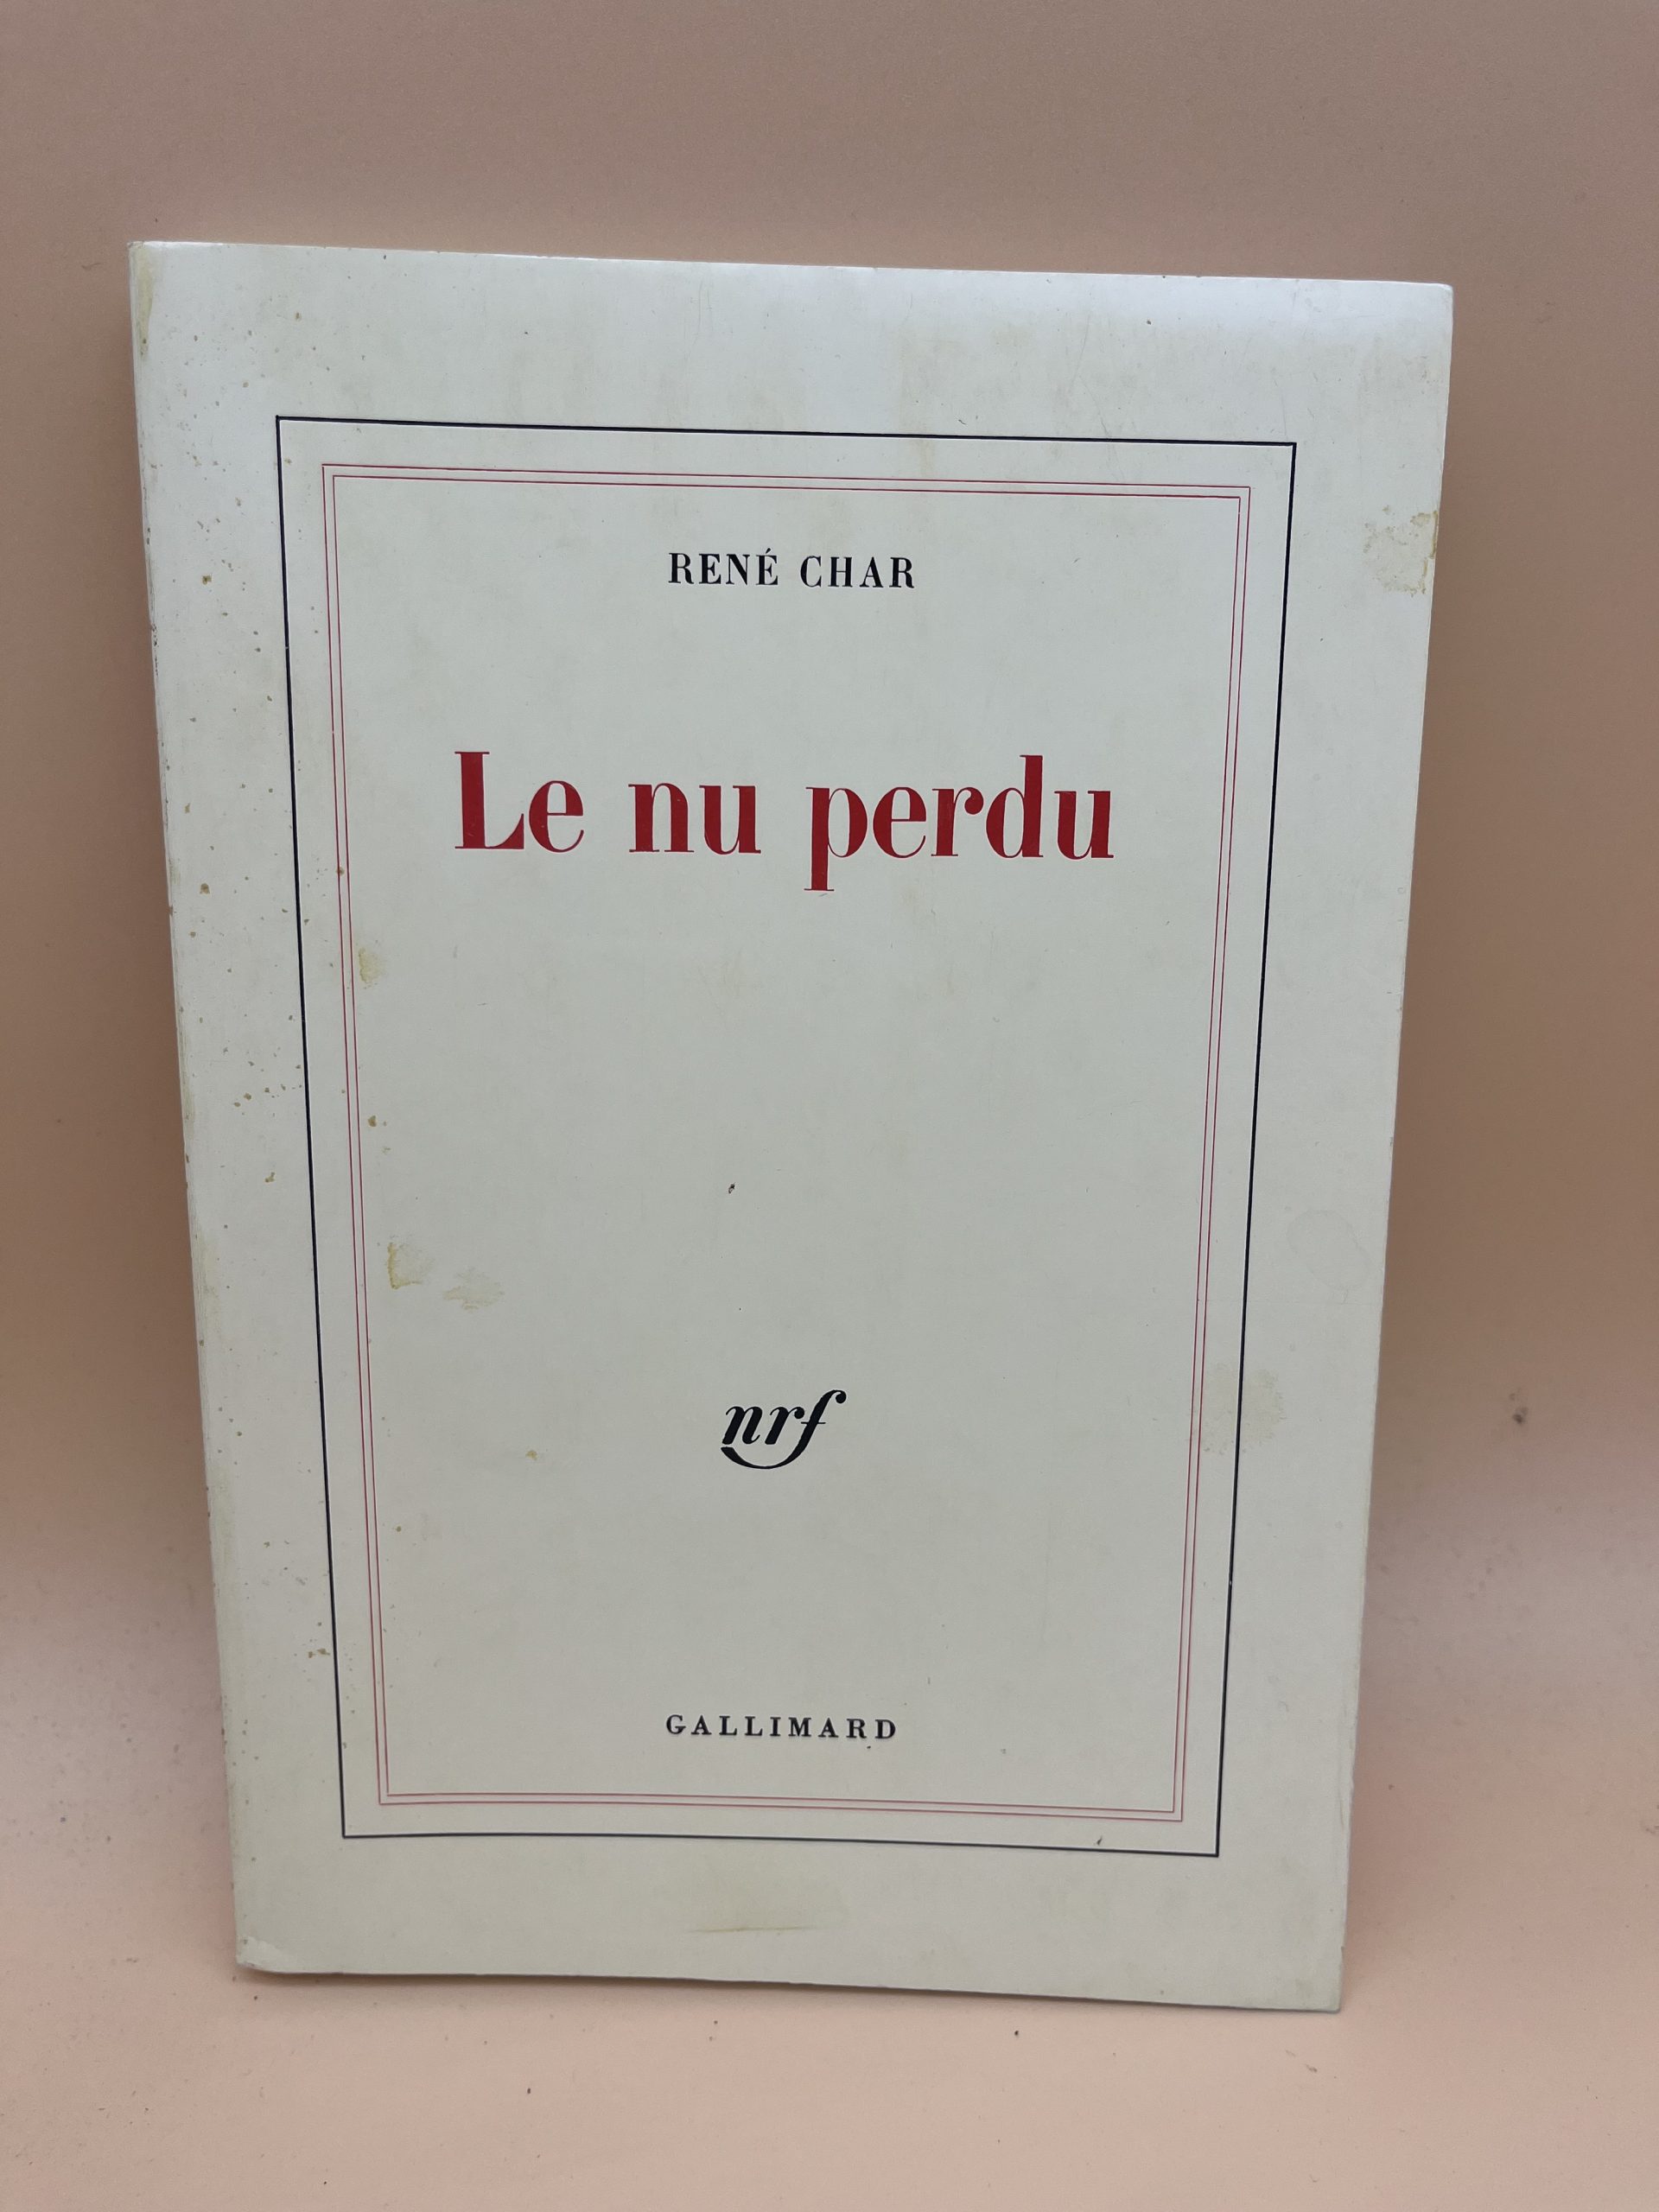 RENÉ CHAR
Le nu perdu
nrf
GALLIMARD